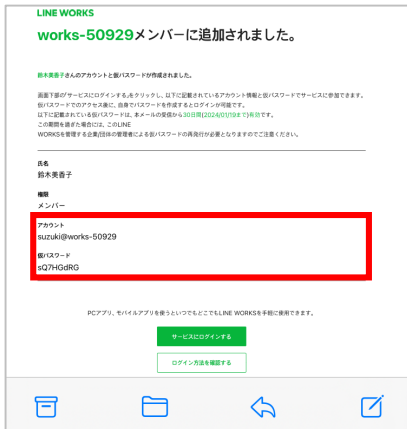 LINE WORKS
works-50929メンバーに追加されました。
鈴木美香子さんのアカウントと仮パスワードが作成されました。
画面下部の「サービスにログインする」をクリックし、以下に記載されているアカウント情報と仮パスワードでサービスに参加できます。
仮パスワードでのアクセス後に、自身でパスワードを作成するとログインが可能です。
以下に記載されている仮パスワードは、本メールの受信から30日間(2024/01/19まで)有効です。
この期間を過ぎた場合には、このLINE
WORKSを管理する企業/団体の管理者による仮パスワードの再発行が必要となりますのでご注意ください。
氏名
鈴木美香子
権限
メンバー
アカウント
suzuki@works-50929
仮パスワード
sQ7HGdRG
PCアプリ、モバイルアプリを使うといつでもどこでもLINE WORKSを手軽に使用できます。
サービスにログインする
ログイン方法を確認する